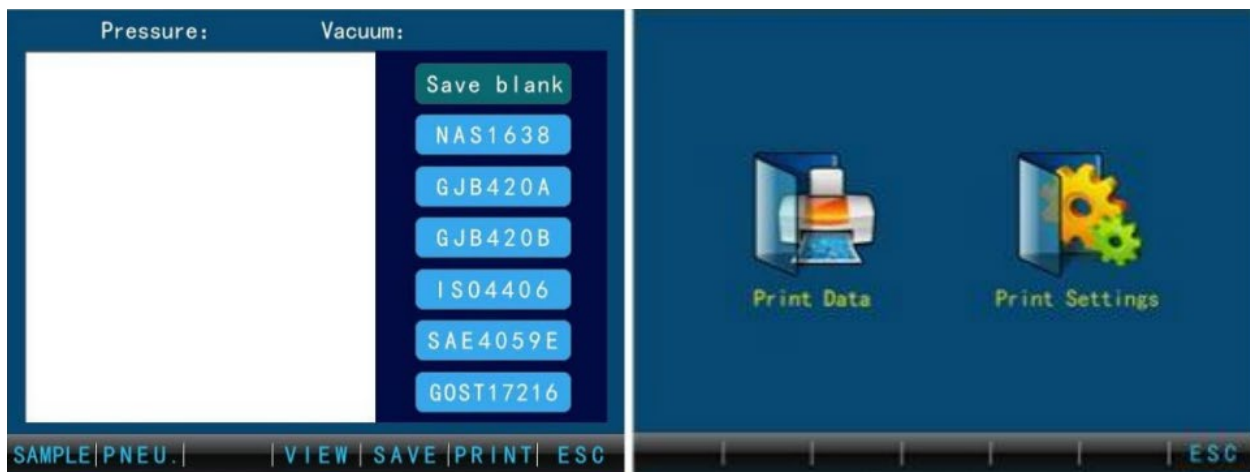 Pressure: Vacuum:
Save blank
NAS1638
GJB420A
GJB420B
ISO4406
SAE4059E
GOST17216
SAMPLE|PNEU.| |VIEW|SAVE|PRINT| ESC
Print Data Print Settings
ESC